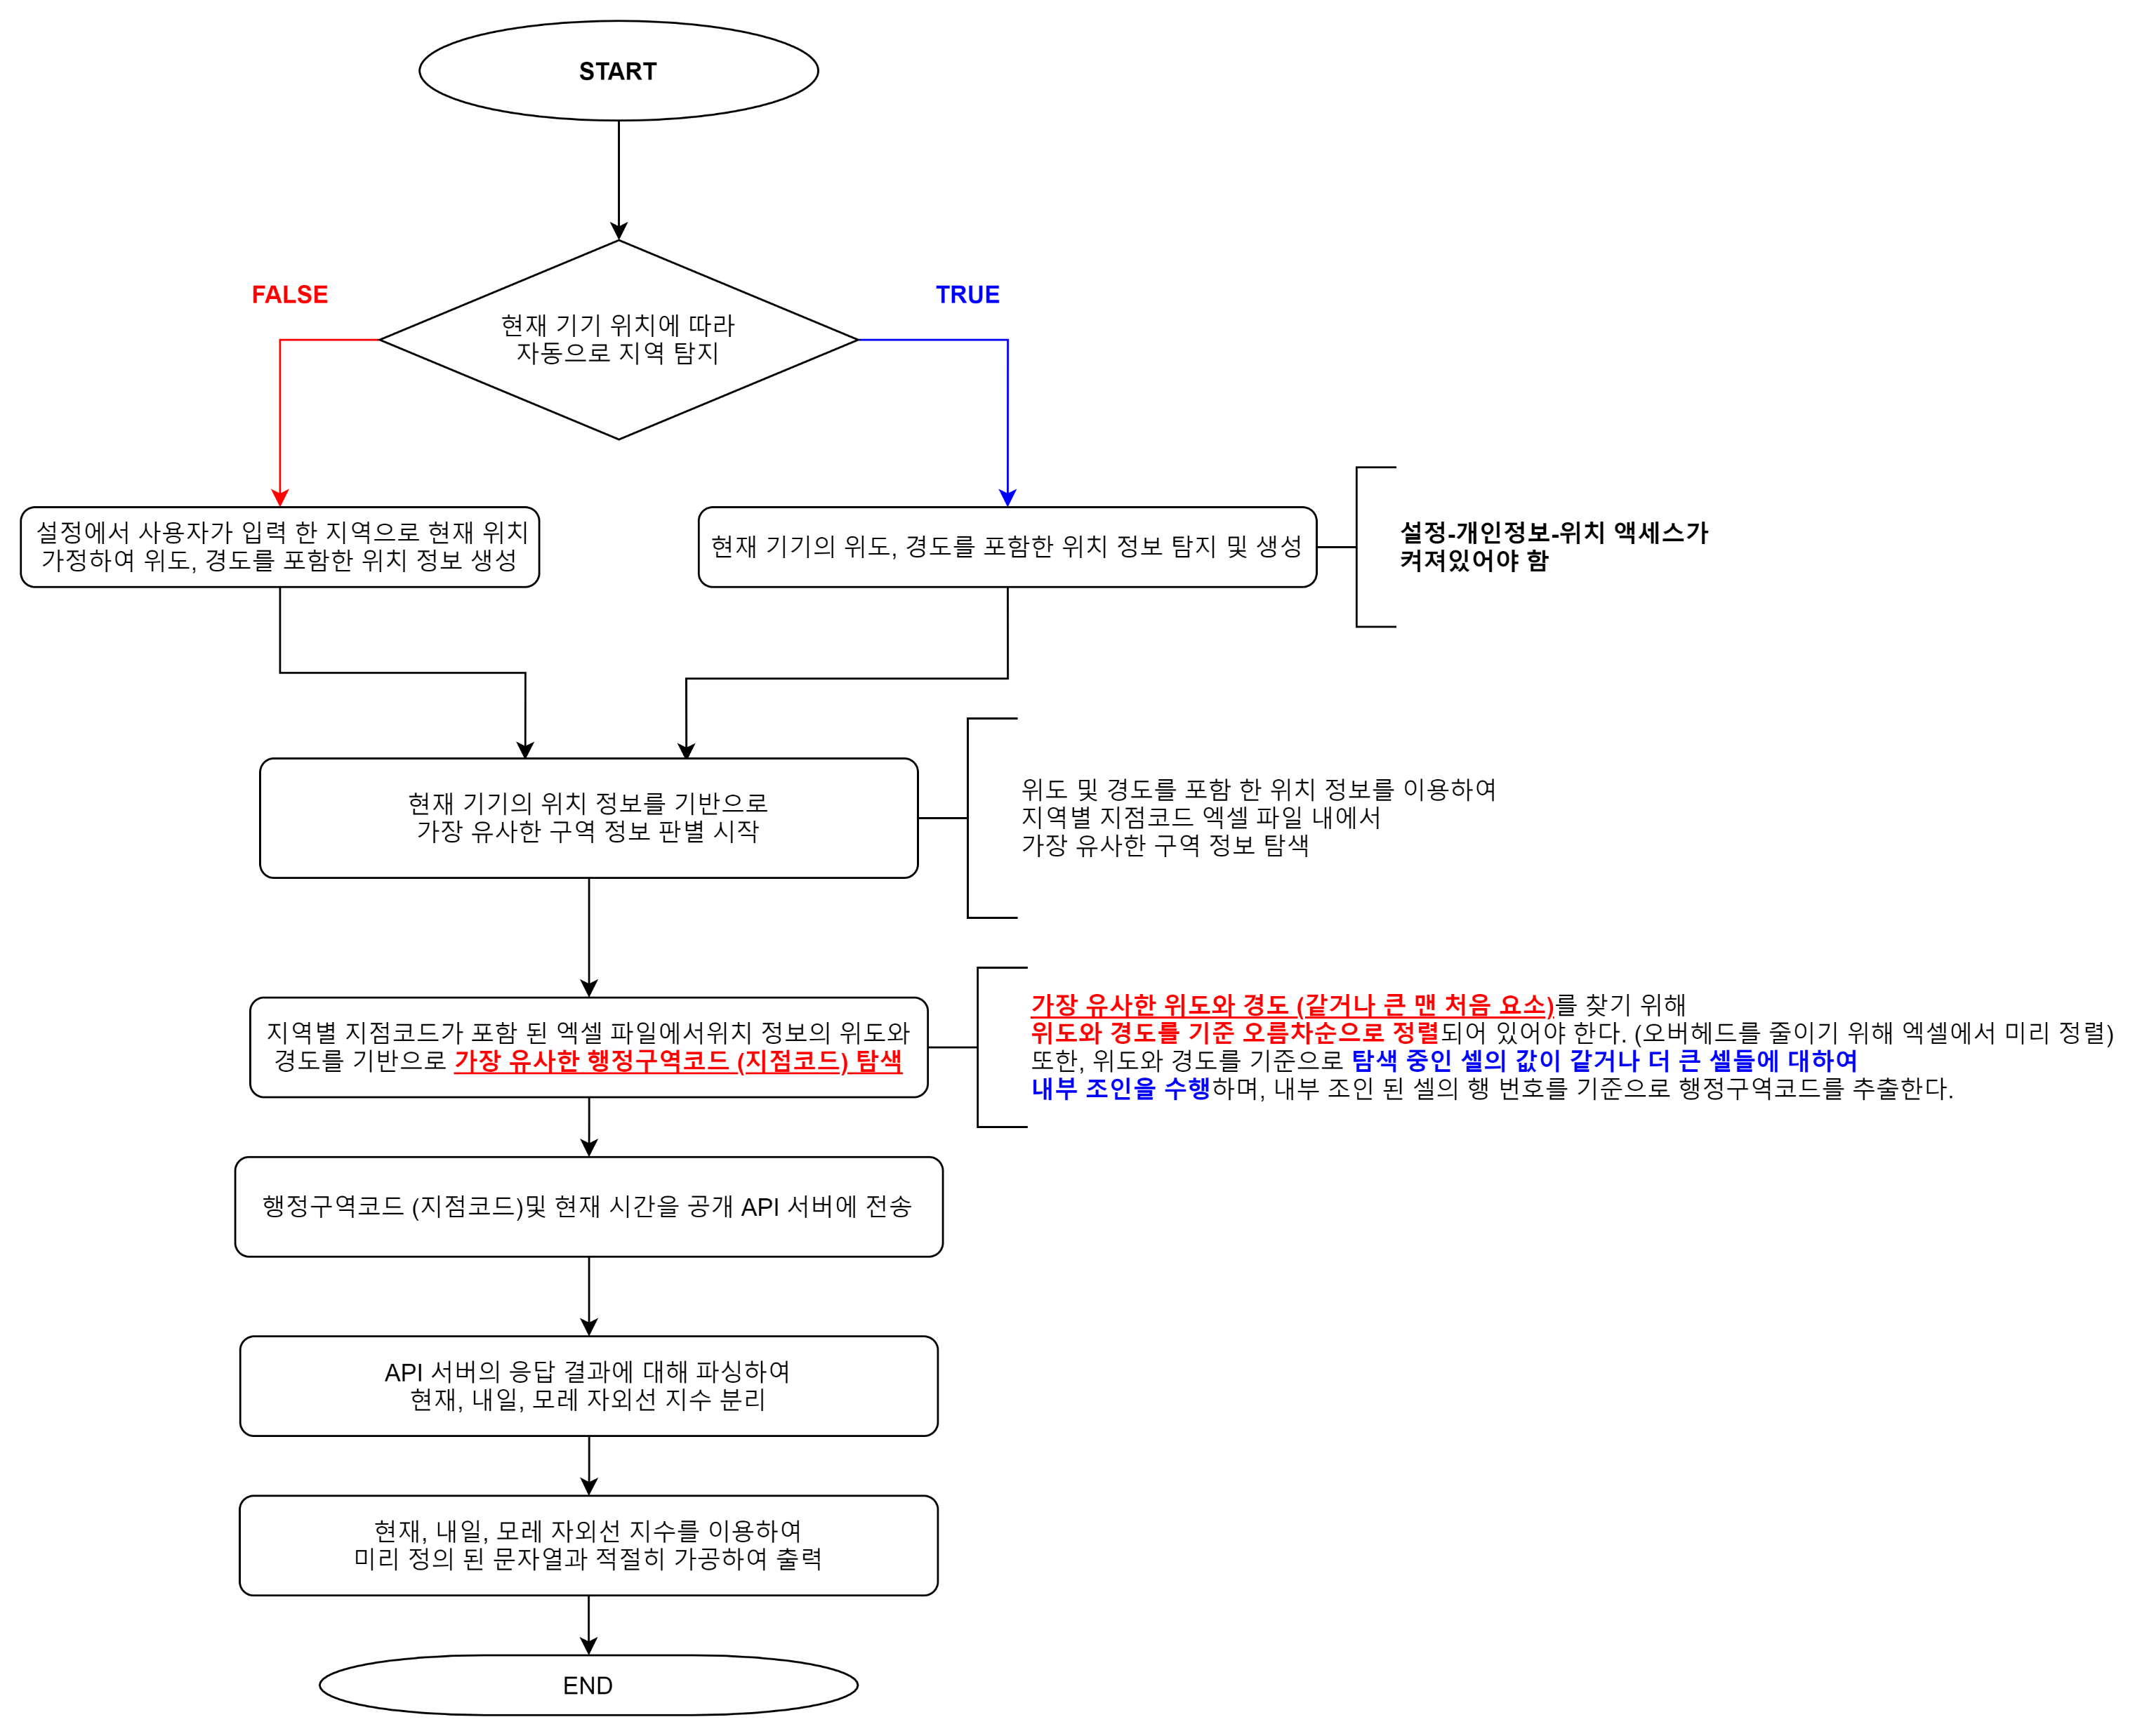 START
FALSE
TRUE
현재 기기 위치에 따라
자동으로 지역 탐지
설정에서 사용자가 입력 한 지역으로 현재 위치
가정하여 위도, 경도를 포함한 위치 정보 생성
현재 기기의 위도, 경도를 포함한 위치 정보 탐지 및 생성
설정-개인정보-위치 액세스가
켜져있어야 함
현재 기기의 위치 정보를 기반으로
가장 유사한 구역 정보 판별 시작
위도 및 경도를 포함 한 위치 정보를 이용하여
지역별 지점코드 엑셀 파일 내에서
가장 유사한 구역 정보 탐색
지역별 지점코드가 포함 된 엑셀 파일에서위치 정보의 위도와
경도를 기반으로 가장 유사한 행정구역코드 (지점코드) 탐색
가장 유사한 위도와 경도 (같거나 큰 맨 처음 요소)를 찾기 위해
위도와 경도를 기준 오름차순으로 정렬되어 있어야 한다. (오버헤드를 줄이기 위해 엑셀에서 미리 정렬)
또한, 위도와 경도를 기준으로 탐색 중인 셀의 값이 같거나 더 큰 셀들에 대하여
내부 조인을 수행하며, 내부 조인 된 셀의 행 번호를 기준으로 행정구역코드를 추출한다.
행정구역코드 (지점코드)및 현재 시간을 공개 API 서버에 전송
API 서버의 응답 결과에 대해 파싱하여
현재, 내일, 모레 자외선 지수 분리
현재, 내일, 모레 자외선 지수를 이용하여
미리 정의 된 문자열과 적절히 가공하여 출력
END